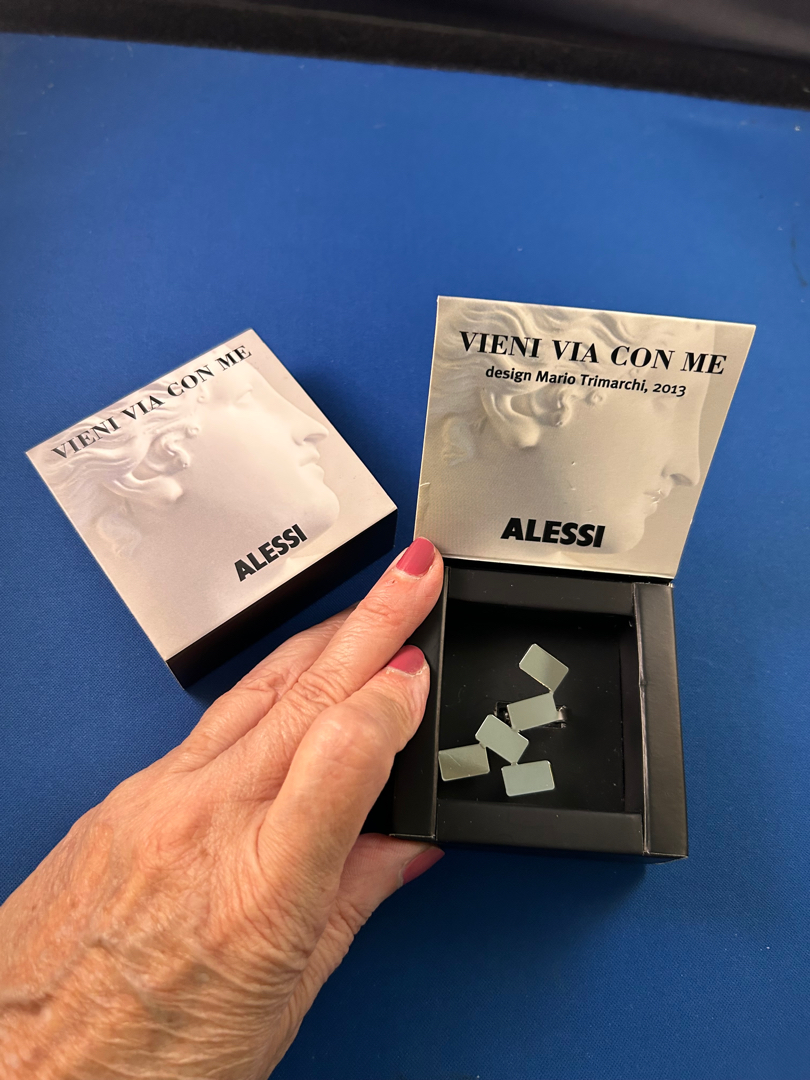 VIENI VIA CON ME
ALESSI
VIENI VIA CON ME
design Mario Trimarchi, 2013
ALESSI